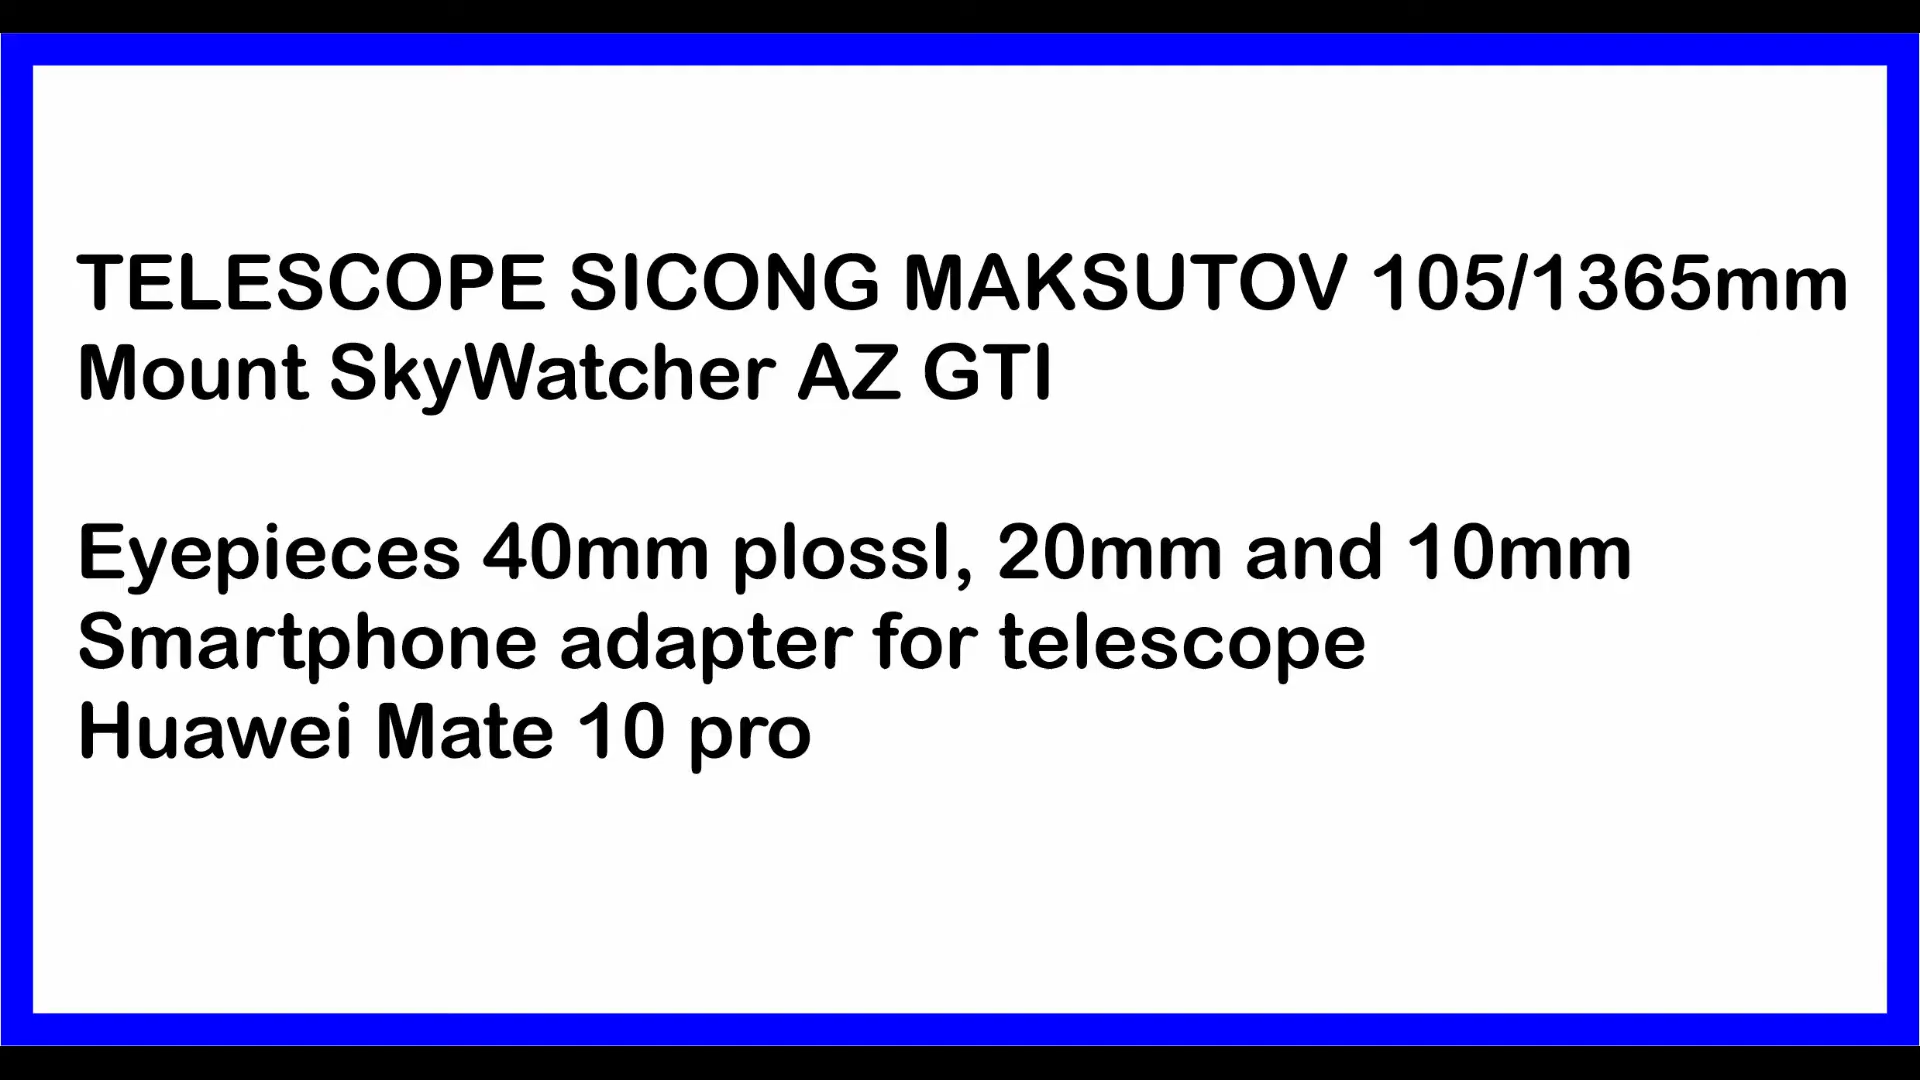 TELESCOPE SICONG MAKSUTOV 105/1365mm
Mount SkyWatcher AZ GTI
Eyepieces 40mm plossl, 20mm and 10mm
Smartphone adapter for telescope
Huawei Mate 10 pro